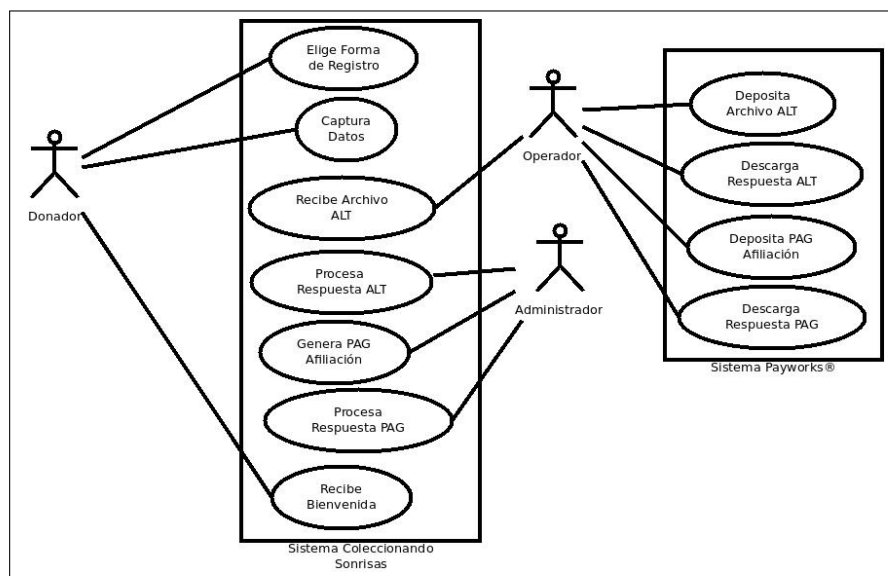 Elige Forma
de Registro
Captura
Datos
Donador
Recibe Archivo
ALT
Procesa
Respuesta ALT
Genera PAG
Afiliación
Procesa
Respuesta PAG
Recibe
Bienvenida
Sistema Coleccionando
Sonrisas
Operador
Administrador
Deposita
Archivo ALT
Descarga
Respuesta ALT
Deposita PAG
Afiliación
Descarga
Respuesta PAG
Sistema Payworks®